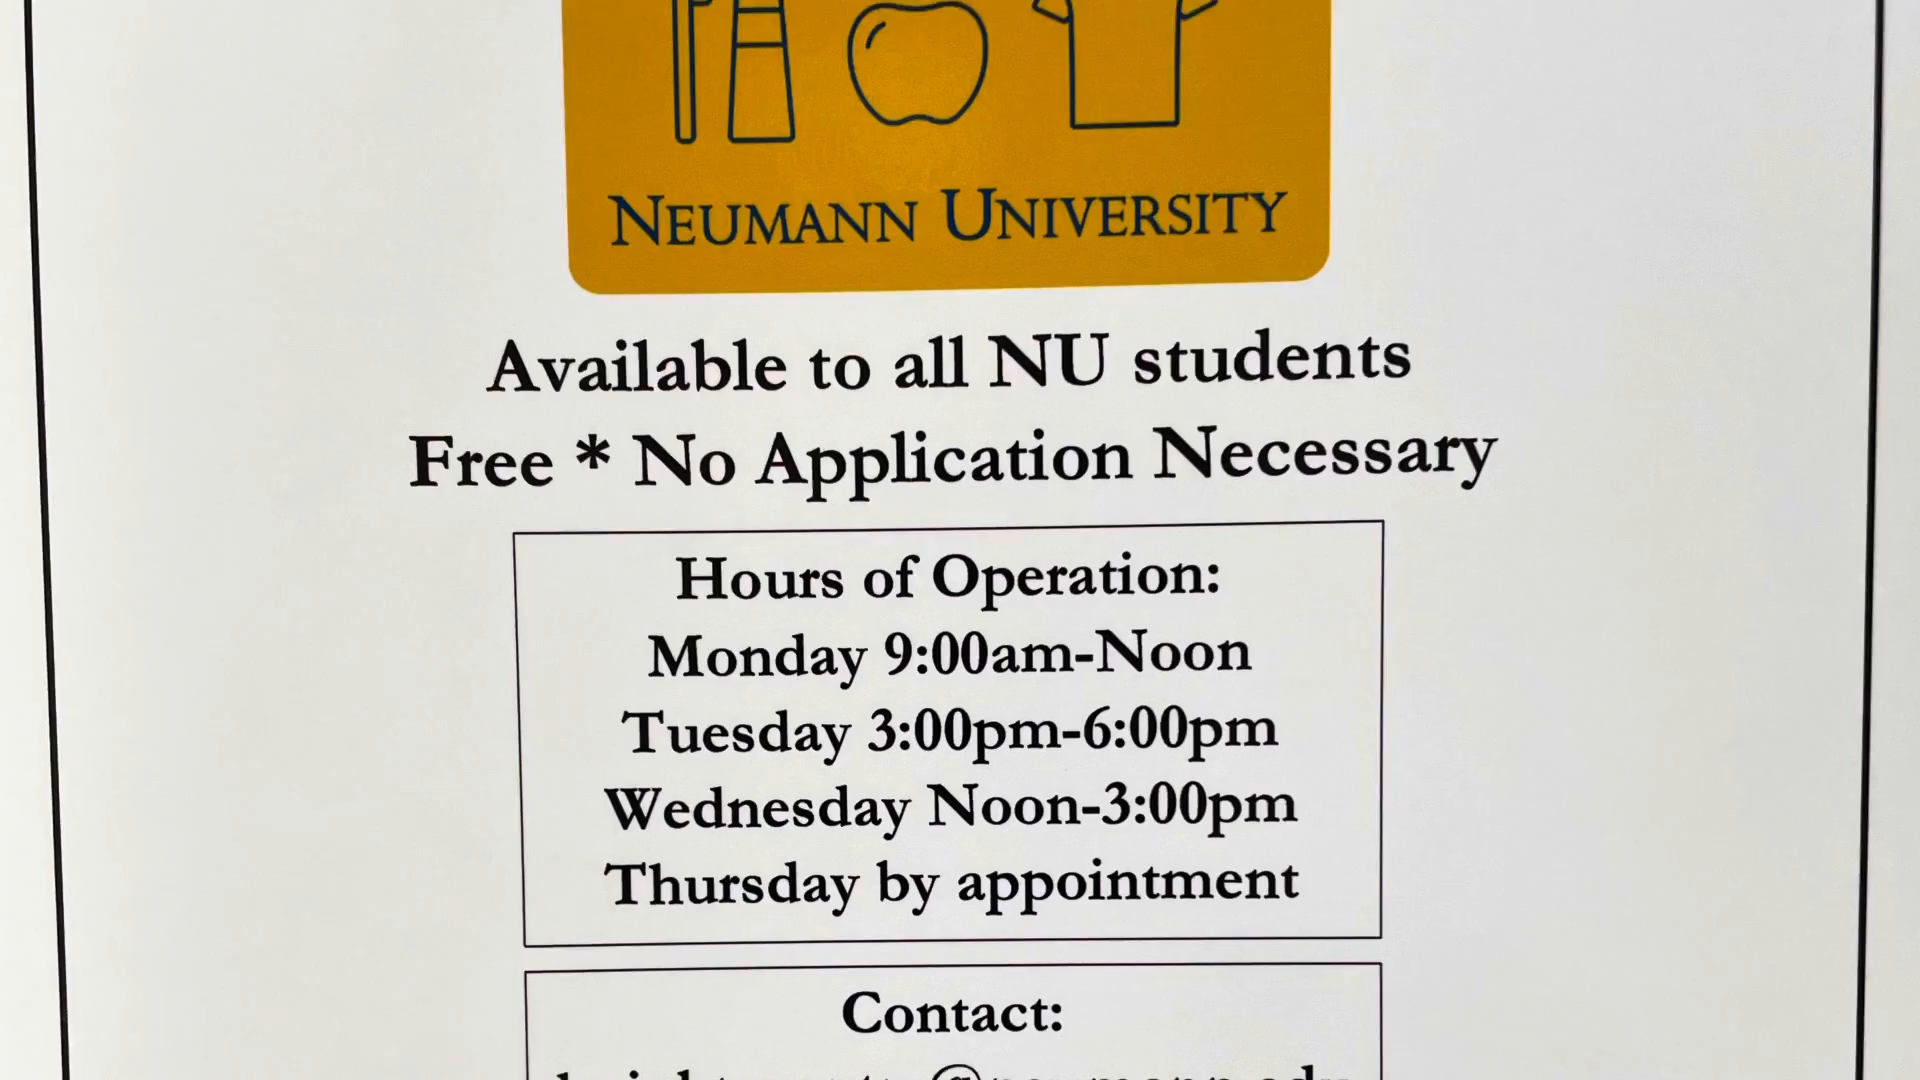 NEUMANN UNIVERSITY
Available to all NU students
Free * No Application Necessary
Hours of Operation:
Monday 9:00am-Noon
Tuesday 3:00pm-6:00pm
Wednesday Noon-3:00pm
Thursday by appointment
Contact: